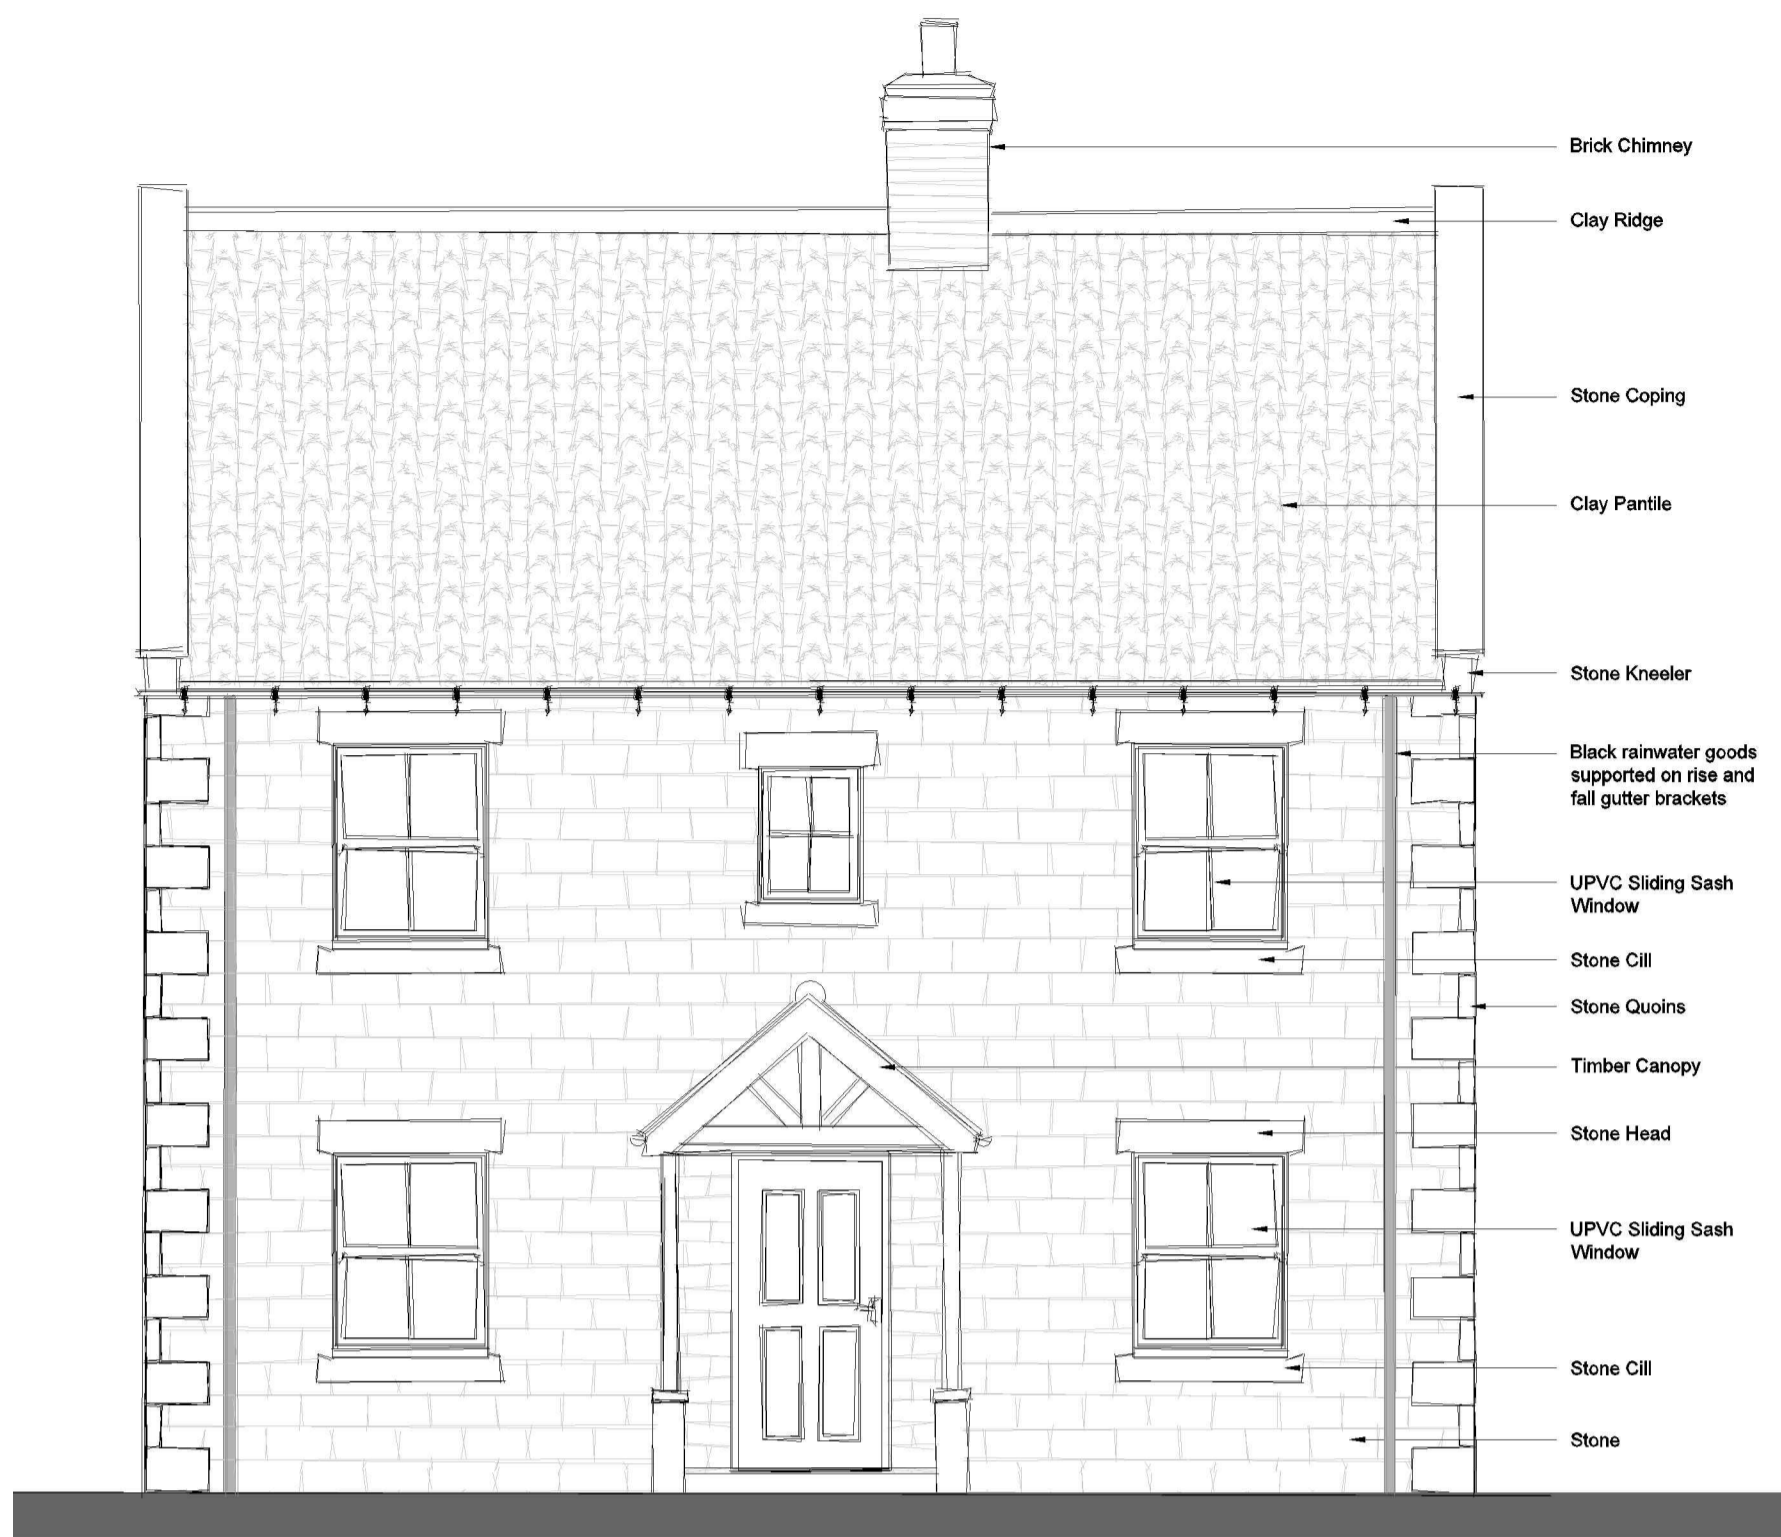 Brick Chimney
Clay Ridge
Stone Coping
Clay Pantile
Stone Kneeler
Black rainwater goods
supported on rise and
fall gutter brackets
UPVC Sliding Sash
Window
Stone Cill
Stone Quoins
Timber Canopy
Stone Head
UPVC Sliding Sash
Window
Stone Cill
Stone